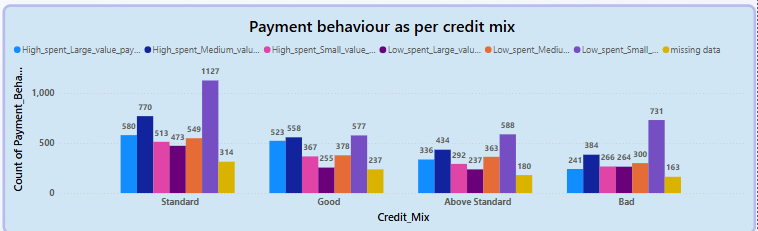 Payment behaviour as per credit mix
High_spent_Large_value_pay... High_spent_Medium_valu... High_spent_Small_value_... Low_spent_Large_valu... Low_spent_Mediu... Low_spent_Small_... missing data
Count of Payment_Beha...
1,000
500
0
580 770 513 473 549 1127 314
523 558 367 255 378 577 237
336 434 292 237 363 588 180
241 384 266 264 300 731 163
Standard Good Above Standard Bad
Credit_Mix